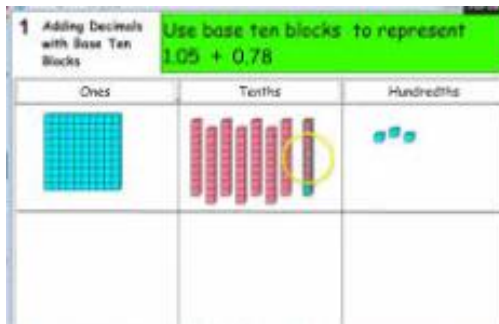 1 Adding Decimals
with Base Ten
Blocks
Use base ten blocks to represent
1.05 + 0.78
Ones
Tenths
Hundredths